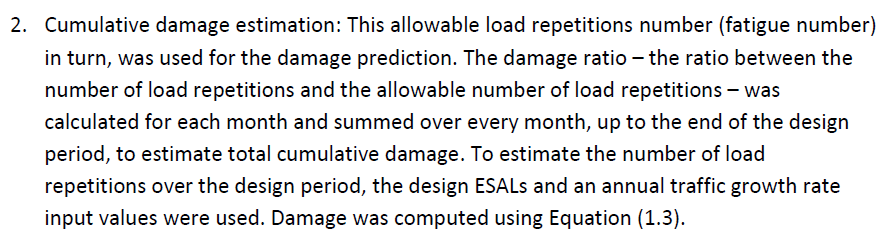 2. Cumulative damage estimation: This allowable load repetitions number (fatigue number)
in turn, was used for the damage prediction. The damage ratio – the ratio between the
number of load repetitions and the allowable number of load repetitions – was
calculated for each month and summed over every month, up to the end of the design
period, to estimate total cumulative damage. To estimate the number of load
repetitions over the design period, the design ESALs and an annual traffic growth rate
input values were used. Damage was computed using Equation (1.3).